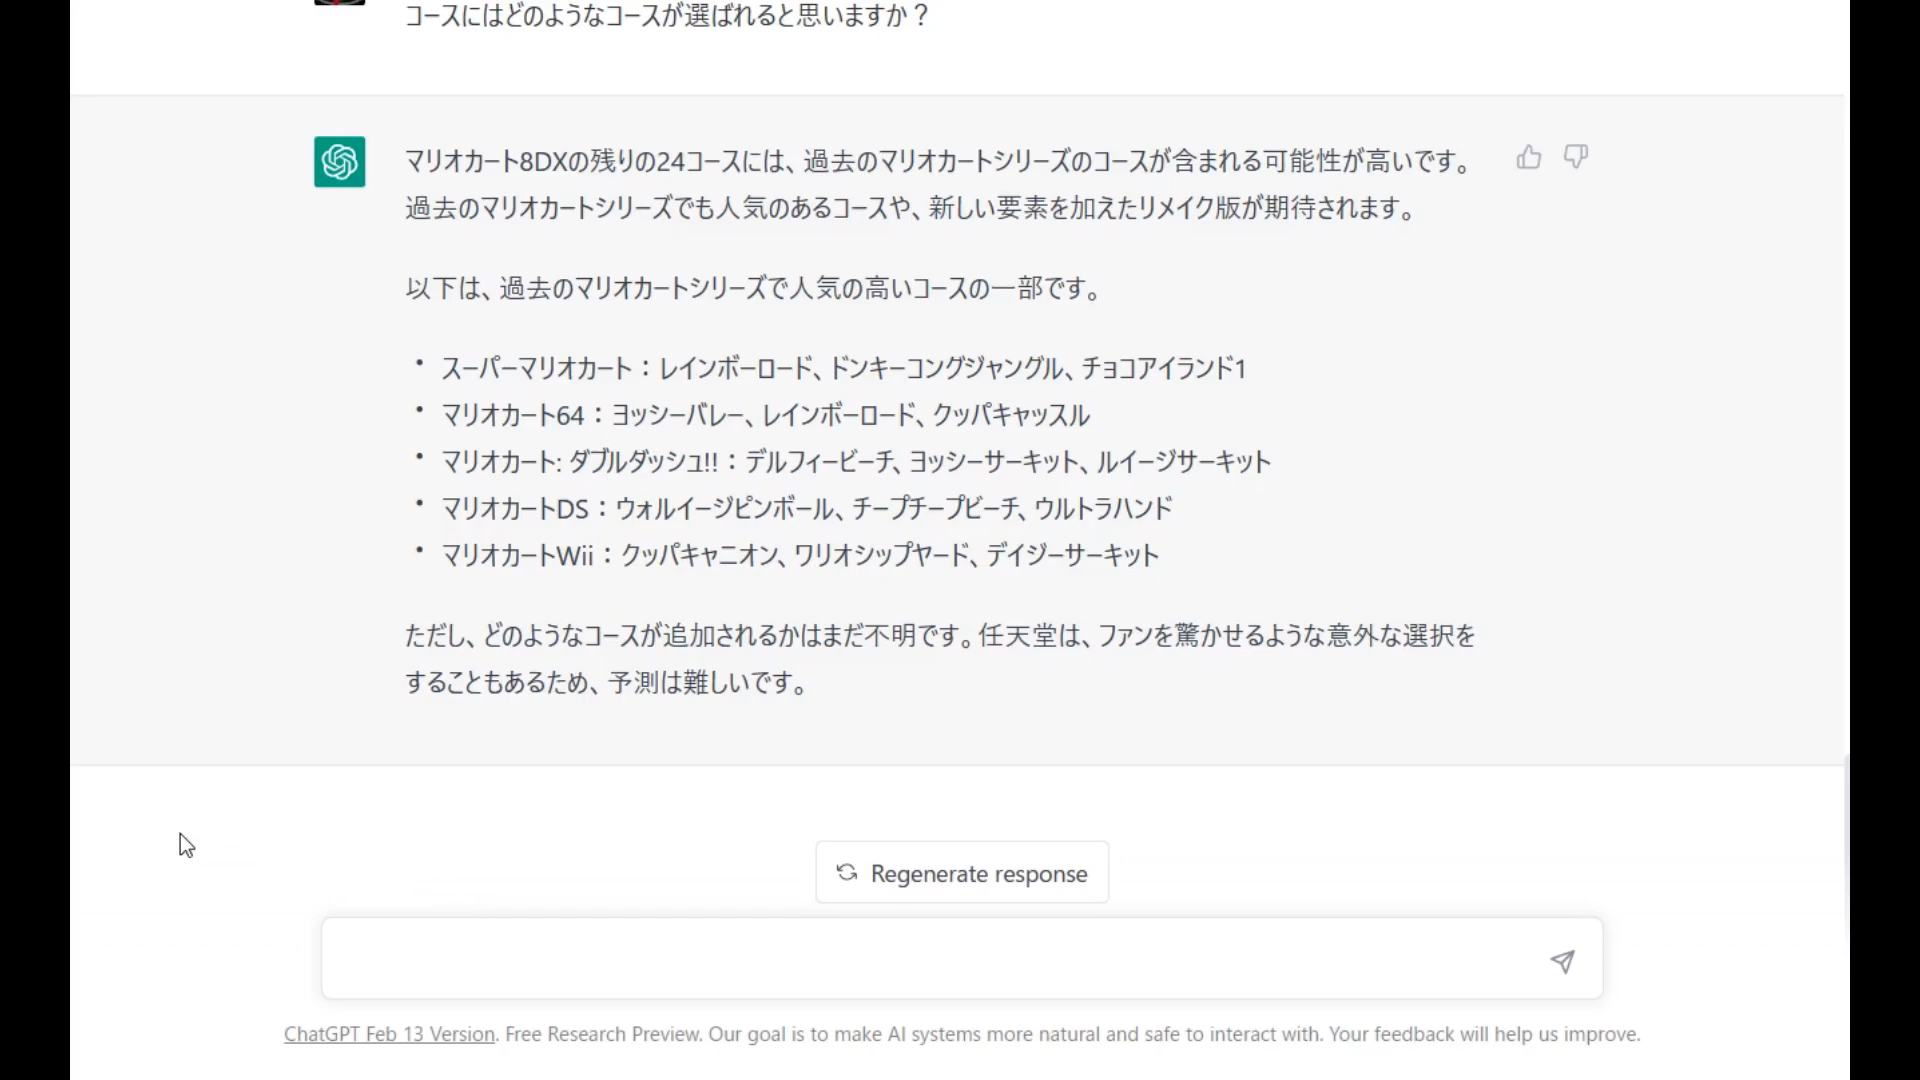 コースにはどのようなコースが選ばれると思いますか？
マリオカート8DXの残りの24コースには、過去のマリオカートシリーズのコースが含まれる可能性が高いです。
過去のマリオカートシリーズでも人気のあるコースや、新しい要素を加えたリメイク版が期待されます。
以下は、過去のマリオカートシリーズで人気の高いコースの一部です。
• スーパーマリオカート：レインボーロード、ドンキーコングジャングル、チョコアイランド1
• マリオカート64：ヨッシーバレー、レインボーロード、クッパキャッスル
• マリオカート: ダブルダッシュ!!：デルフィービーチ、ヨッシーサーキット、ルイージサーキット
• マリオカートDS：ウォルイージピンボール、チープチープビーチ、ウルトラハンド
• マリオカートWii：クッパキャニオン、ワリオシップヤード、デイジーサーキット
ただし、どのようなコースが追加されるかはまだ不明です。任天堂は、ファンを驚かせるような意外な選択を
することもあるため、予測は難しいです。
Regenerate response
ChatGPT Feb 13 Version. Free Research Preview. Our goal is to make AI systems more natural and safe to interact with. Your feedback will help us improve.